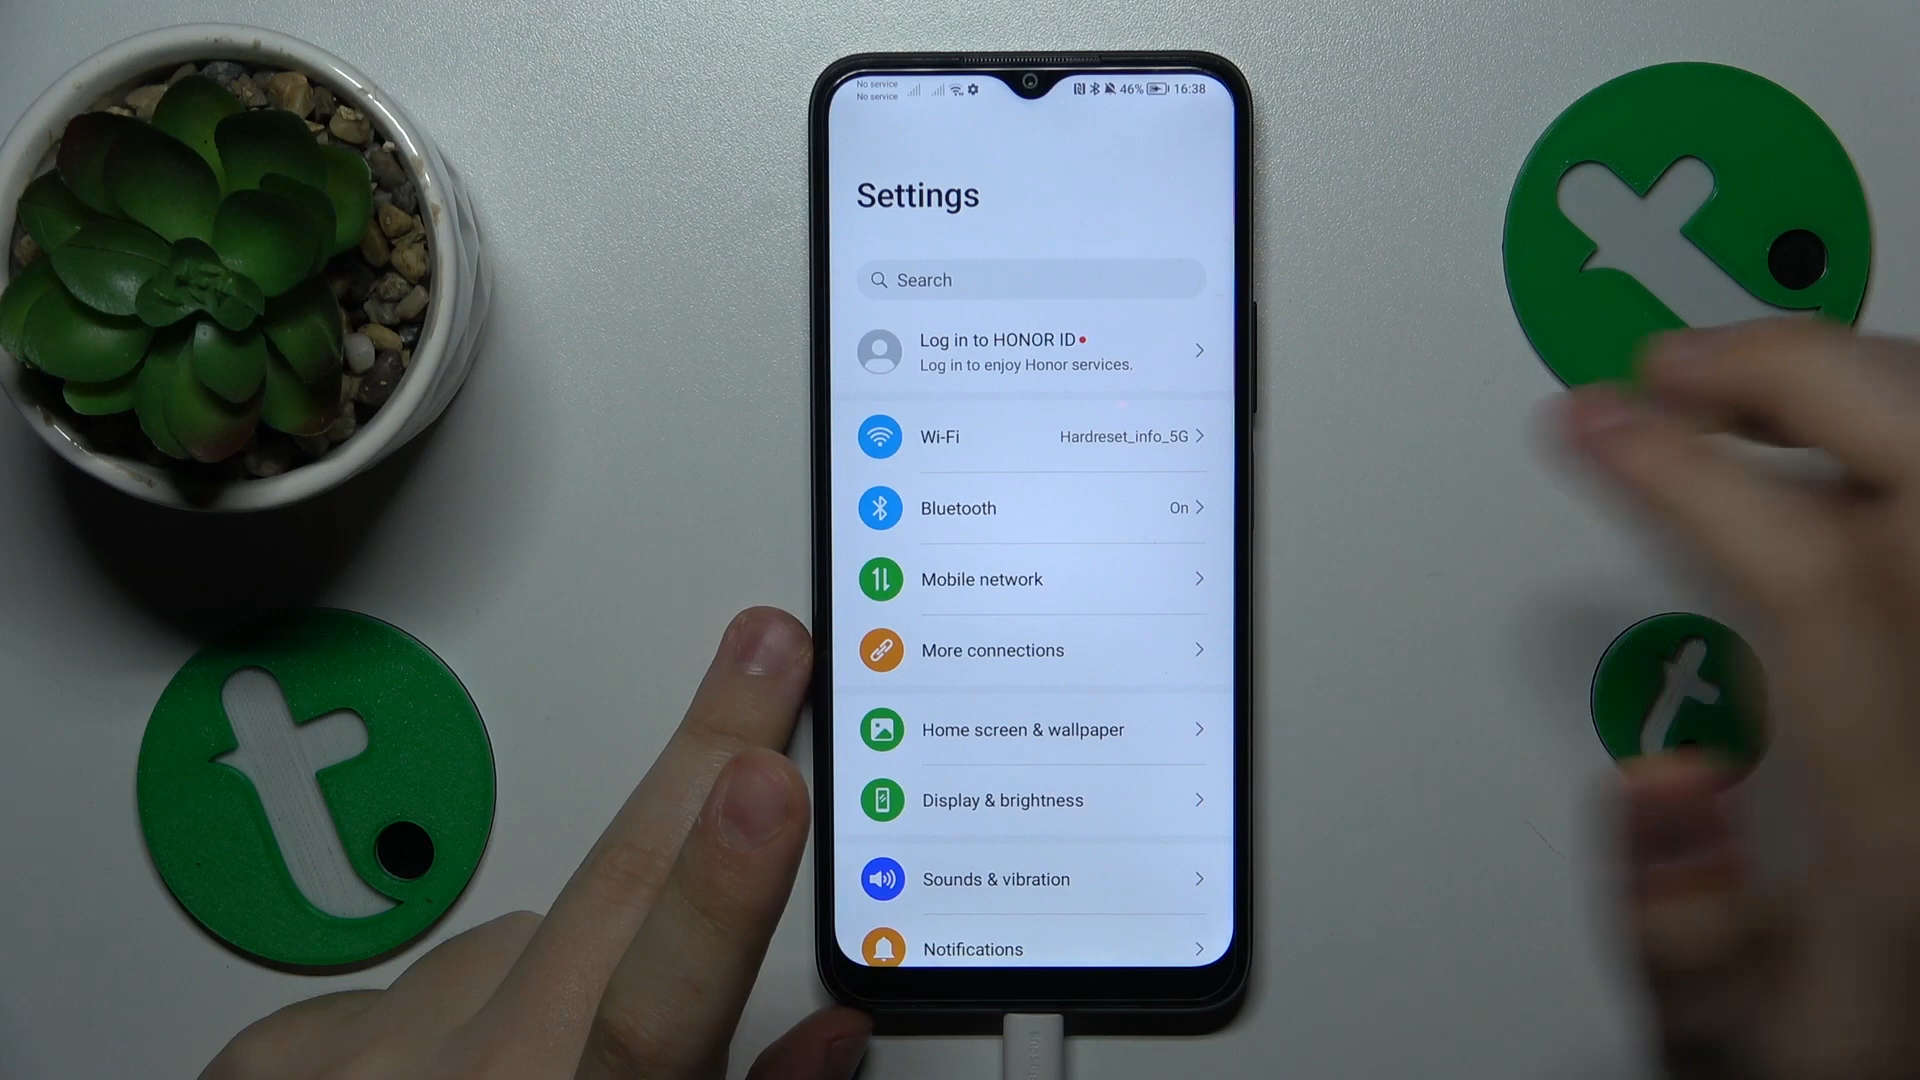 No service
No service
46% 16:38
Settings
Search
Log in to HONOR ID
Log in to enjoy Honor services.
Wi-Fi Hardreset_info_5G
Bluetooth On
Mobile network
More connections
Home screen & wallpaper
Display & brightness
Sounds & vibration
Notifications